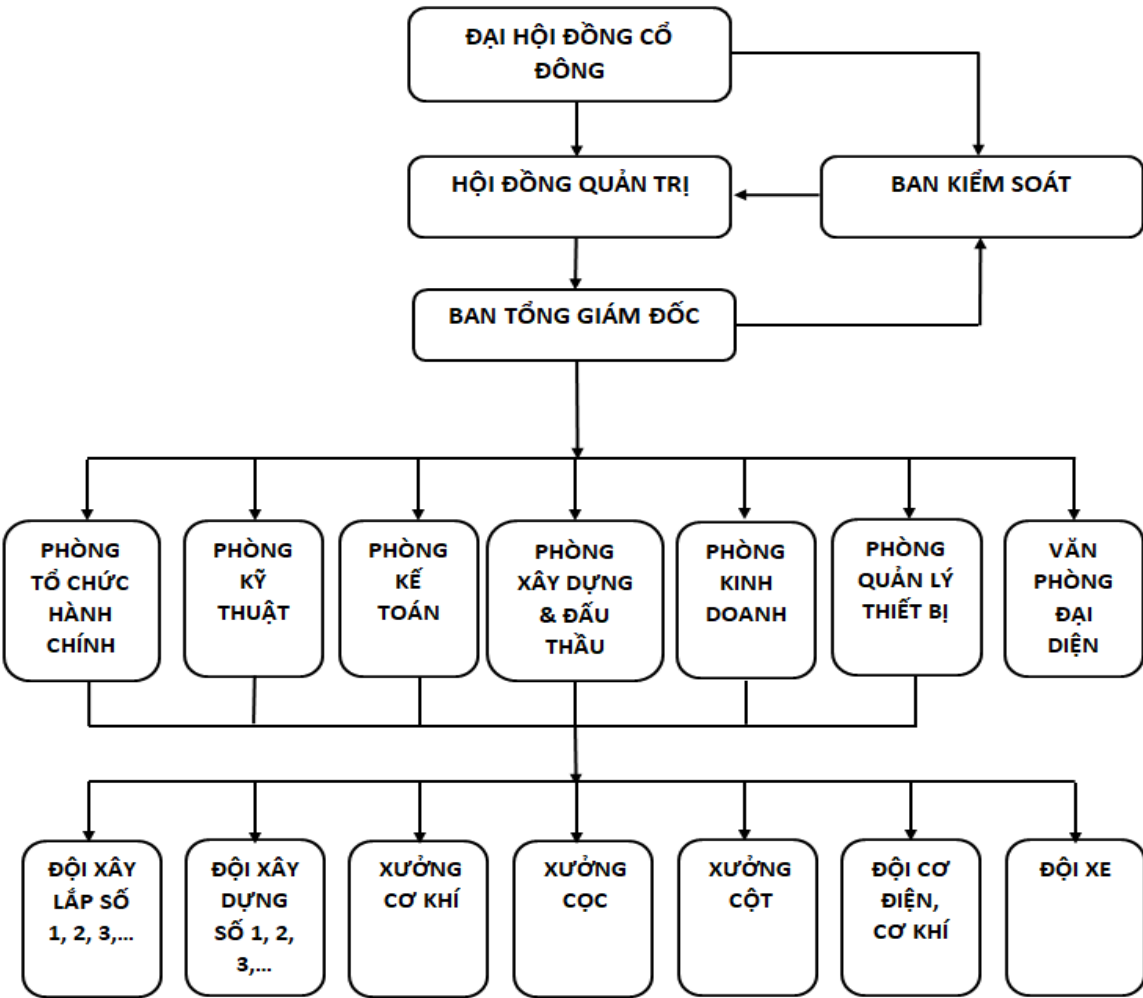 ĐẠI HỘI ĐỒNG CỔ
ĐÔNG
HỘI ĐỒNG QUẢN TRỊ
BAN KIỂM SOÁT
BAN TỔNG GIÁM ĐỐC
PHÒNG
TỔ CHỨC
HÀNH
CHÍNH
PHÒNG
KỸ
THUẬT
PHÒNG
KẾ
TOÁN
PHÒNG
XÂY DỰNG
& ĐẤU
THẦU
PHÒNG
KINH
DOANH
PHÒNG
QUẢN LÝ
THIẾT BỊ
VĂN
PHÒNG
ĐẠI
DIỆN
ĐỘI XÂY
LẮP SỐ
1, 2, 3,...
ĐỘI XÂY
DỰNG
SỐ 1, 2,
3,...
XƯỞNG
CƠ KHÍ
XƯỞNG
CỌC
XƯỞNG
CỘT
ĐỘI CƠ
ĐIỆN,
CƠ KHÍ
ĐỘI XE